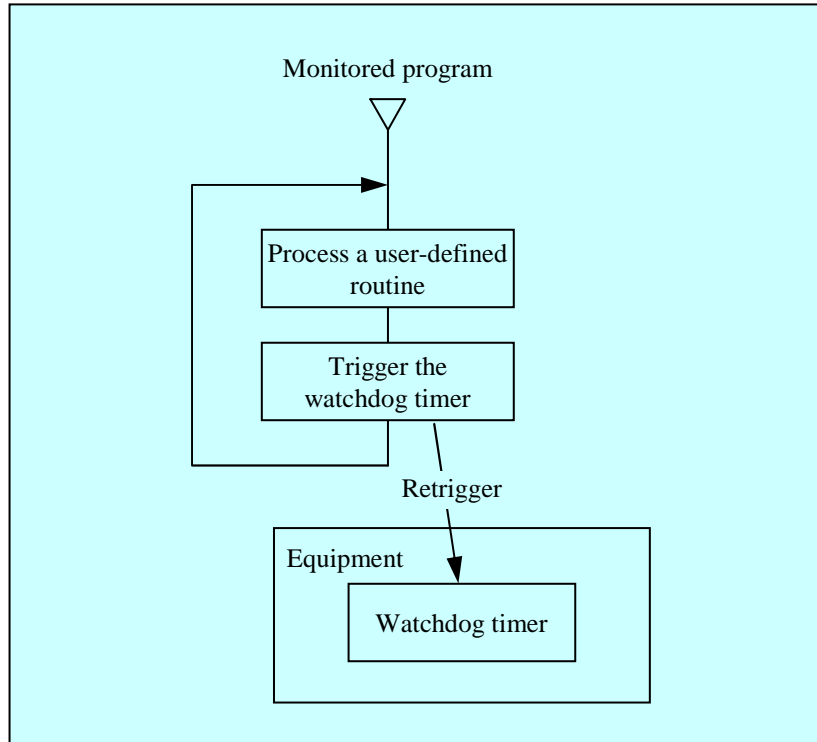 Monitored program
Process a user-defined
routine
Trigger the
watchdog timer
Retrigger
Equipment
Watchdog timer